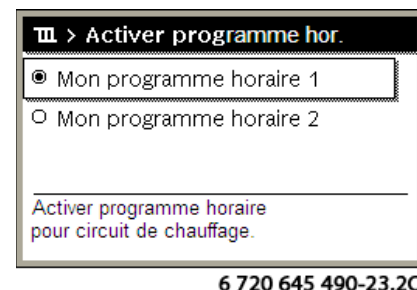 > Activer programme hor.
Mon programme horaire 1
Mon programme horaire 2
Activer programme horaire
pour circuit de chauffage.
6 720 645 490-23.2O